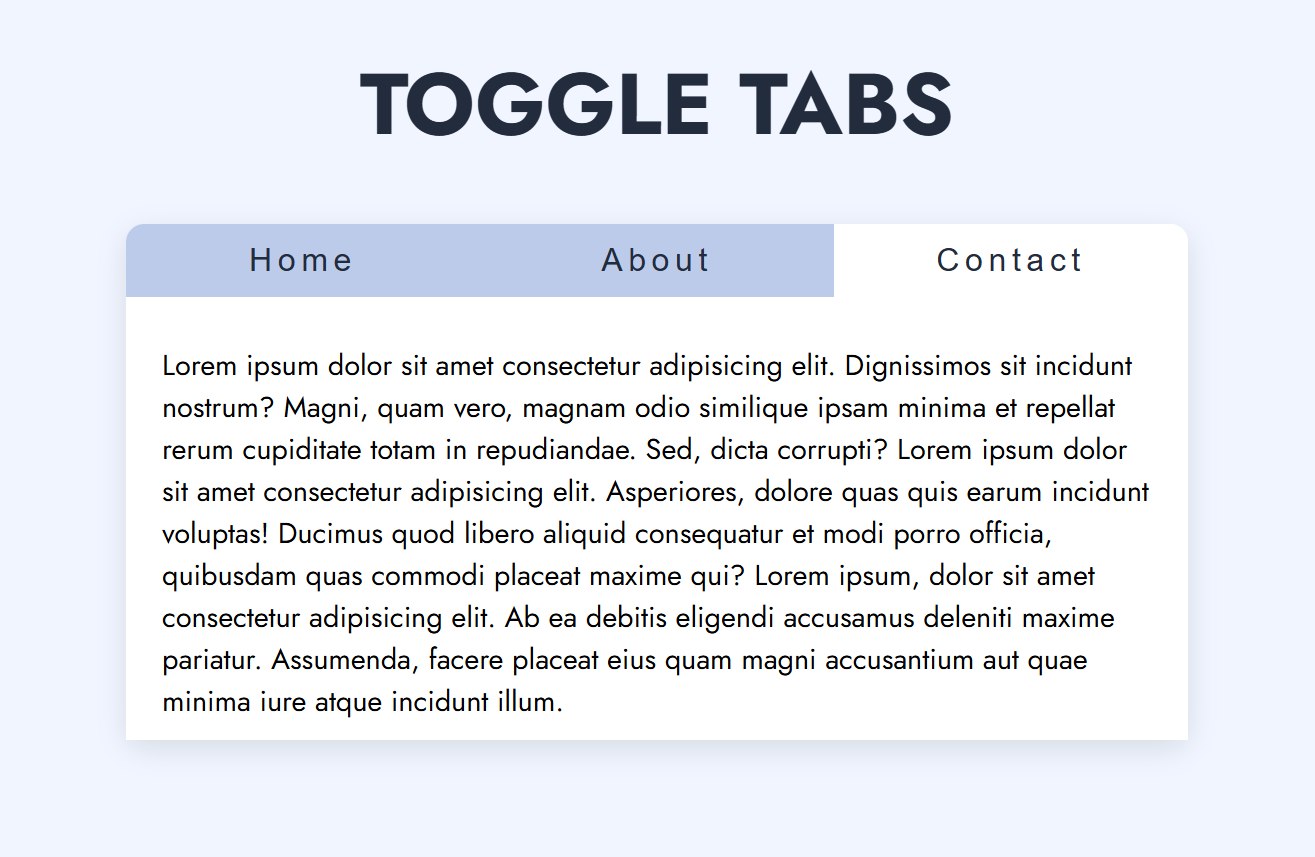 TOGGLE TABS
Home About Contact
Lorem ipsum dolor sit amet consectetur adipisicing elit. Dignissimos sit incidunt
nostrum? Magni, quam vero, magnam odio similique ipsam minima et repellat
rerum cupiditate totam in repudiandae. Sed, dicta corrupti? Lorem ipsum dolor
sit amet consectetur adipisicing elit. Asperiores, dolore quas quis earum incidunt
voluptas! Ducimus quod libero aliquid consequatur et modi porro officia,
quibusdam quas commodi placeat maxime qui? Lorem ipsum, dolor sit amet
consectetur adipisicing elit. Ab ea debitis eligendi accusamus deleniti maxime
pariatur. Assumenda, facere placeat eius quam magni accusantium aut quae
minima iure atque incidunt illum.